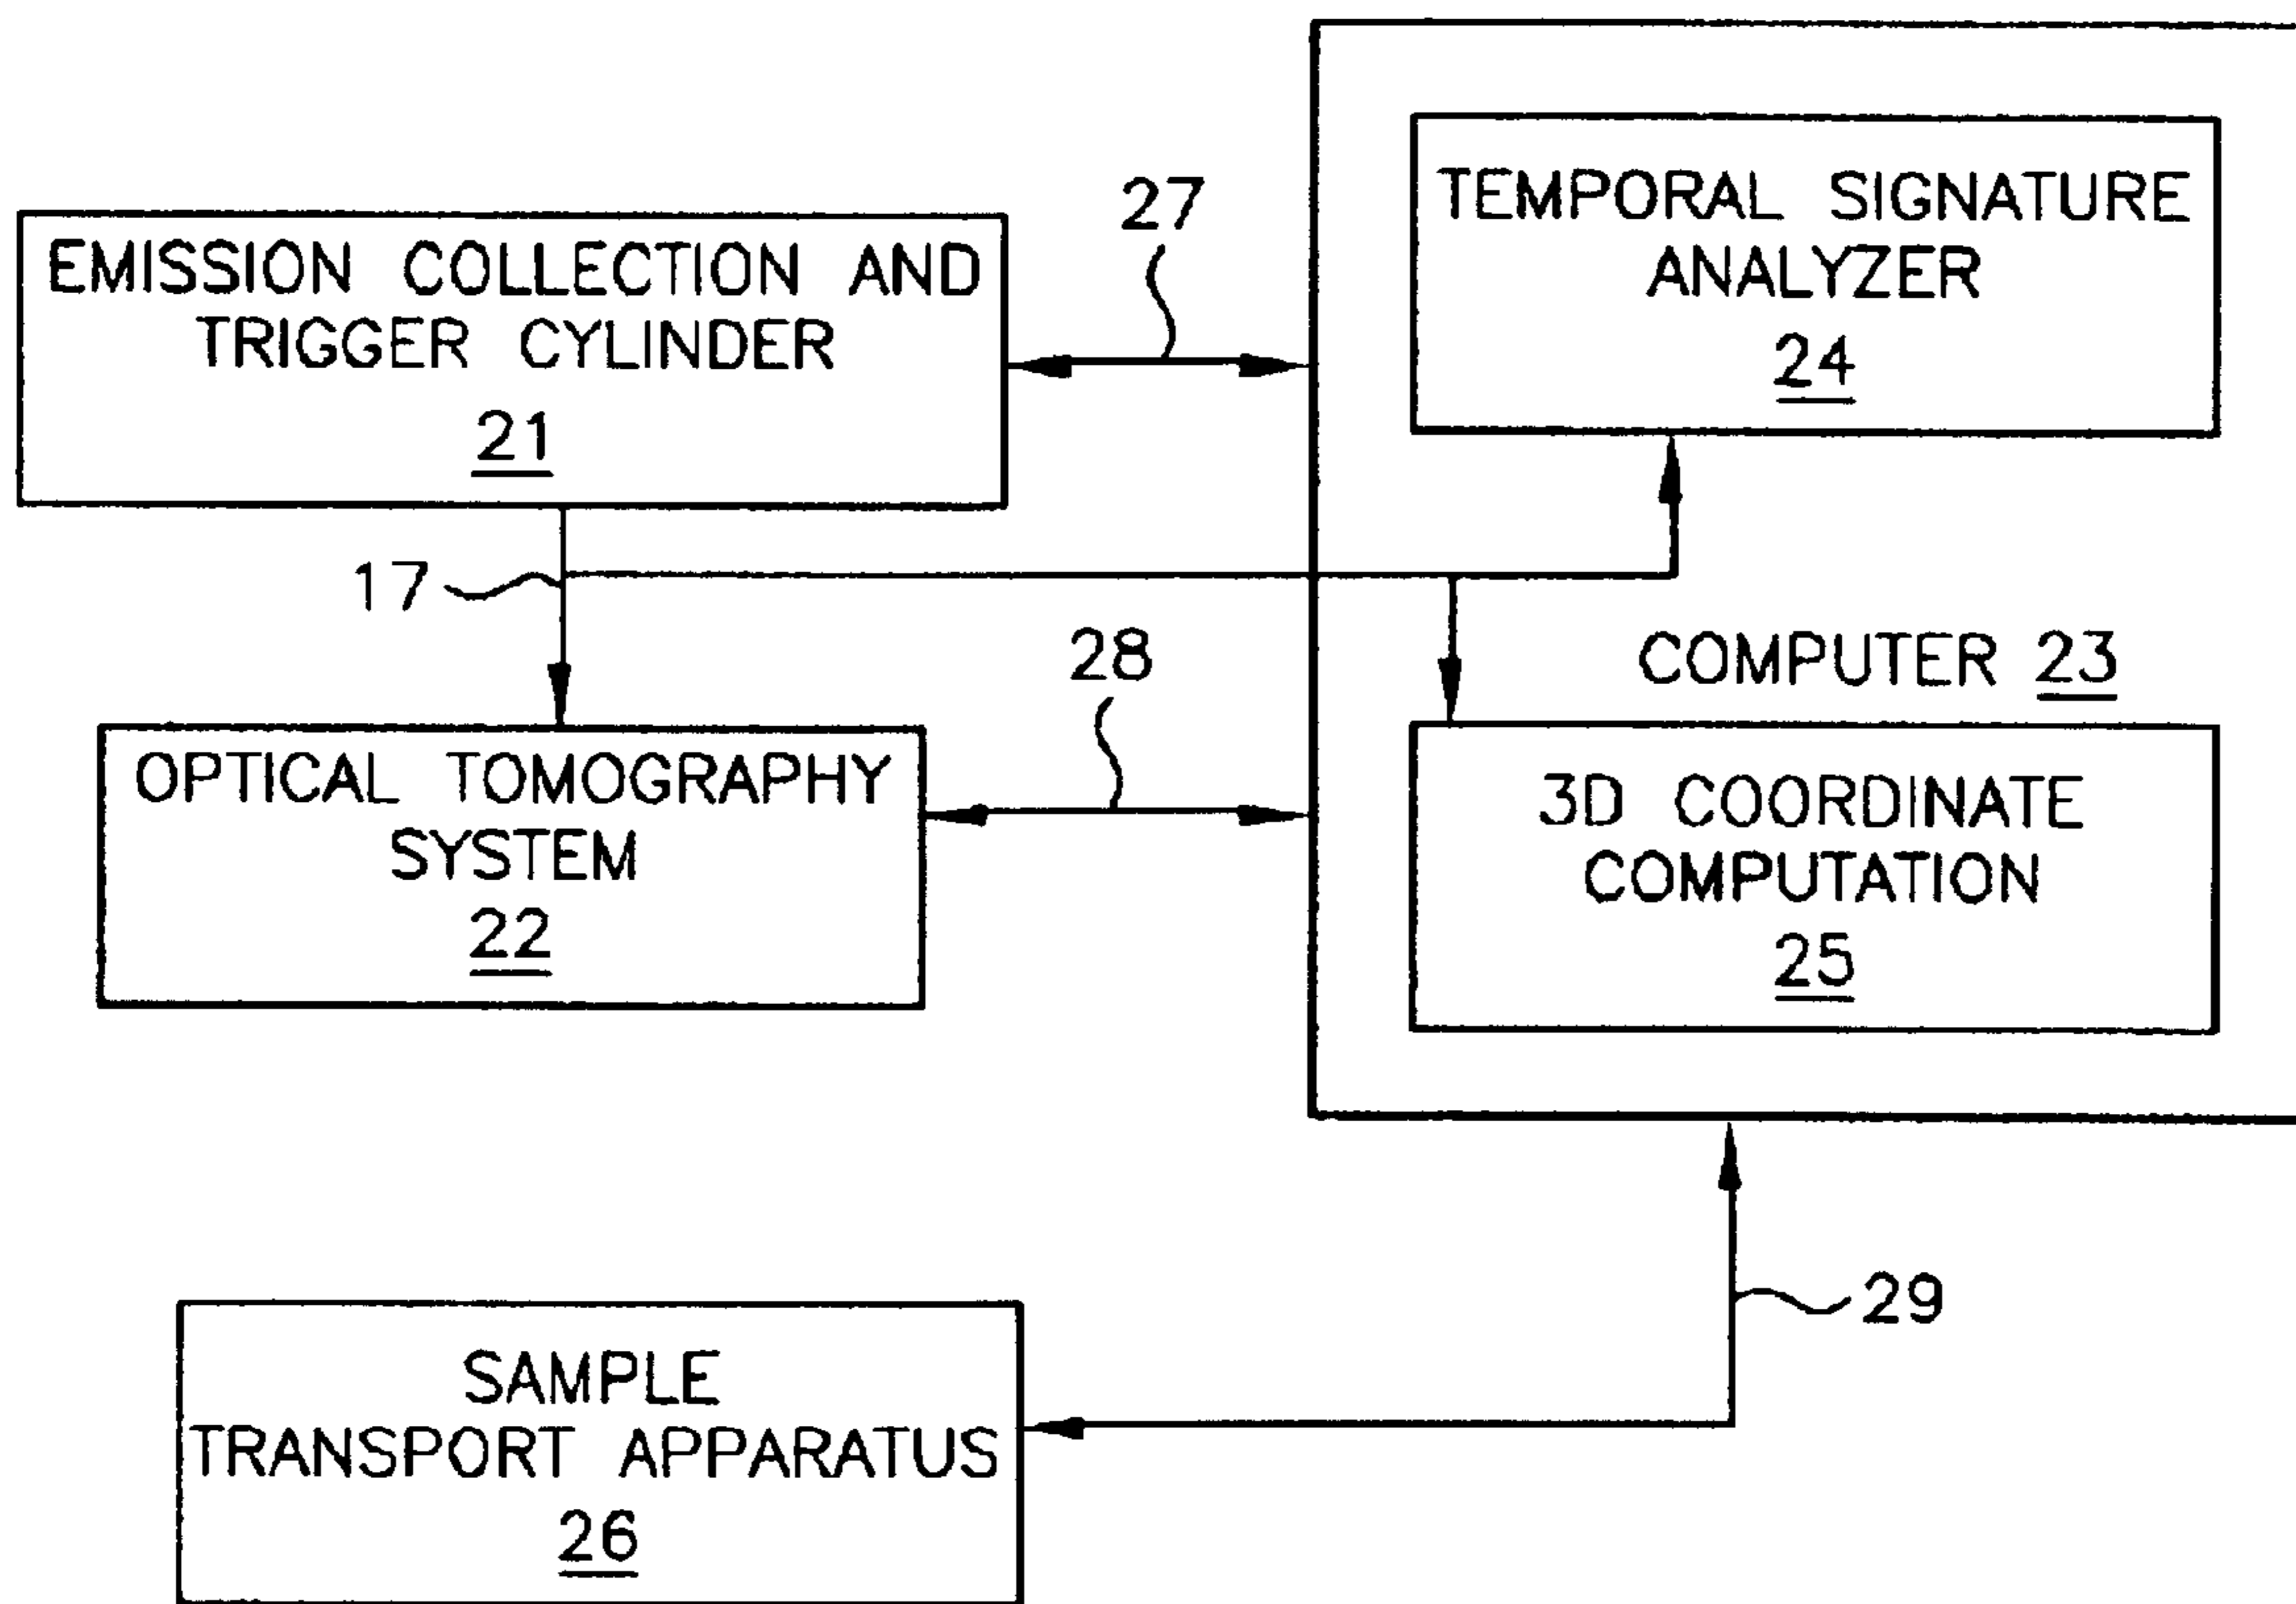 EMISSION COLLECTION AND
TRIGGER CYLINDER
21
27
TEMPORAL SIGNATURE
ANALYZER
24
17
28
COMPUTER 23
OPTICAL TOMOGRAPHY
SYSTEM
22
3D COORDINATE
COMPUTATION
25
29
SAMPLE
TRANSPORT APPARATUS
26